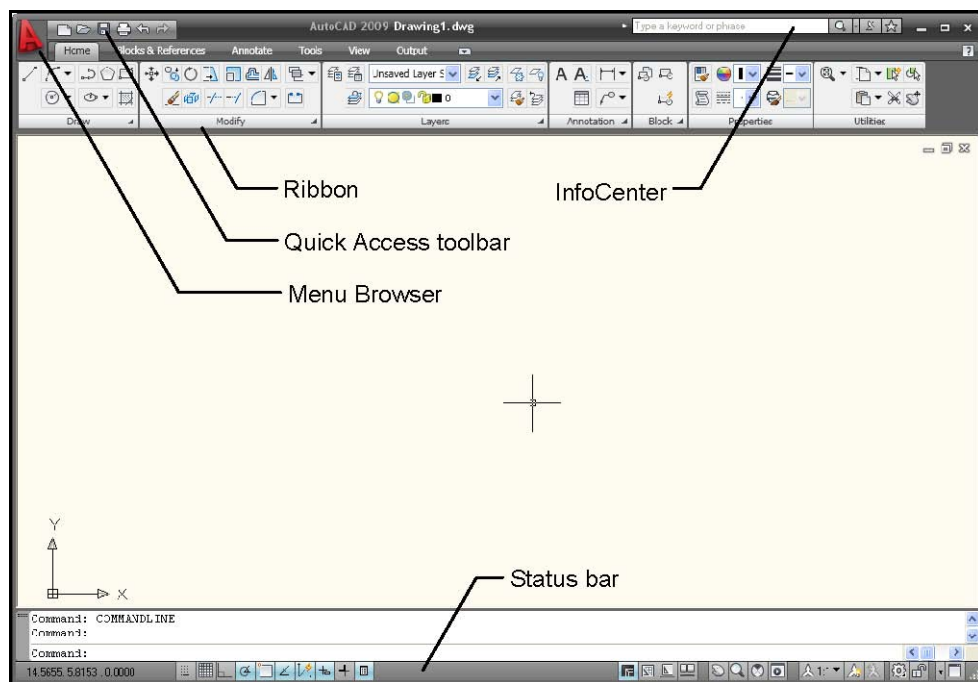 AutoCAD 2009 Drawing1.dwg
Type a keyword or phrase
Home Blocks & References Annotate Tools View Output
Unsaved Layer S
0
Draw Modify Layers Annotation Block Properties Utilities
Ribbon
InfoCenter
Quick Access toolbar
Menu Browser
Y
X
Status bar
Command: COMMANDLINE
Command:
Command:
14.5655, 5.8153, 0.0000